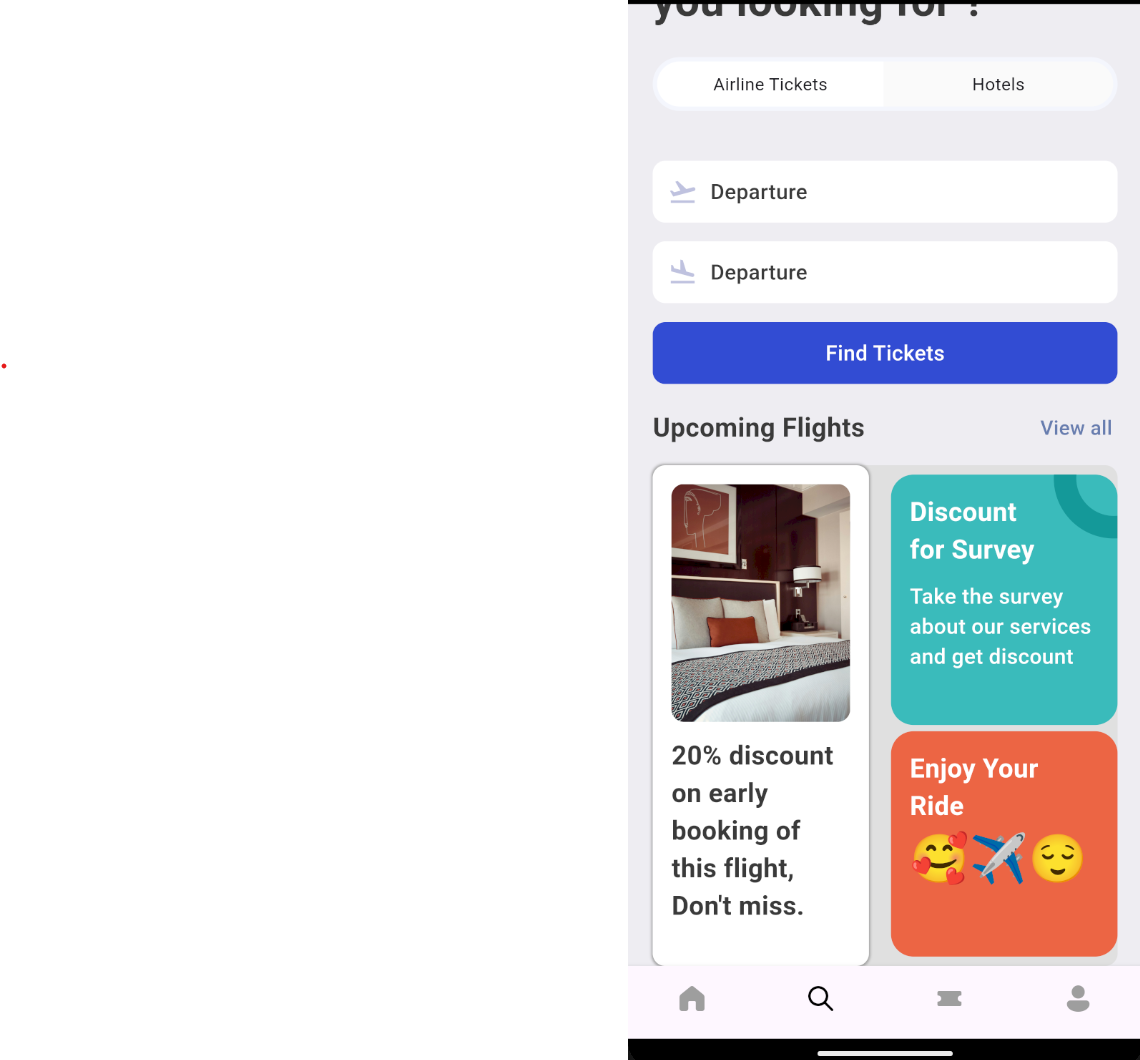 you looking for ?
Airline Tickets
Hotels
Departure
Departure
Find Tickets
Upcoming Flights
View all
20% discount
on early
booking of
this flight,
Don't miss.
Discount
for Survey
Take the survey
about our services
and get discount
Enjoy Your
Ride
🥰✈️😌